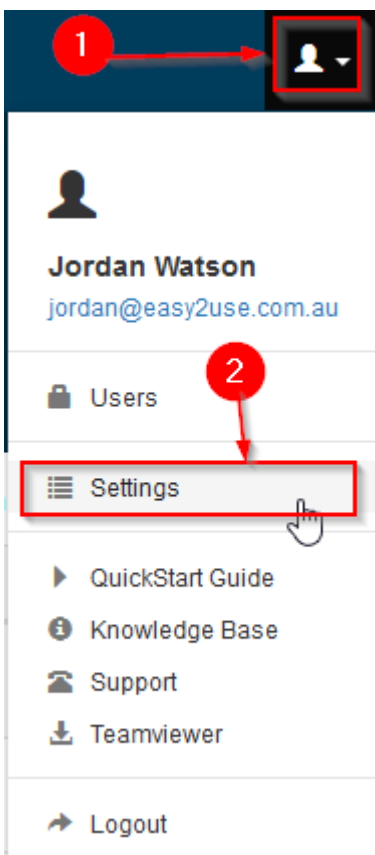 1
Jordan Watson
jordan@easy2use.com.au
2
Users
Settings
QuickStart Guide
Knowledge Base
Support
Teamviewer
Logout